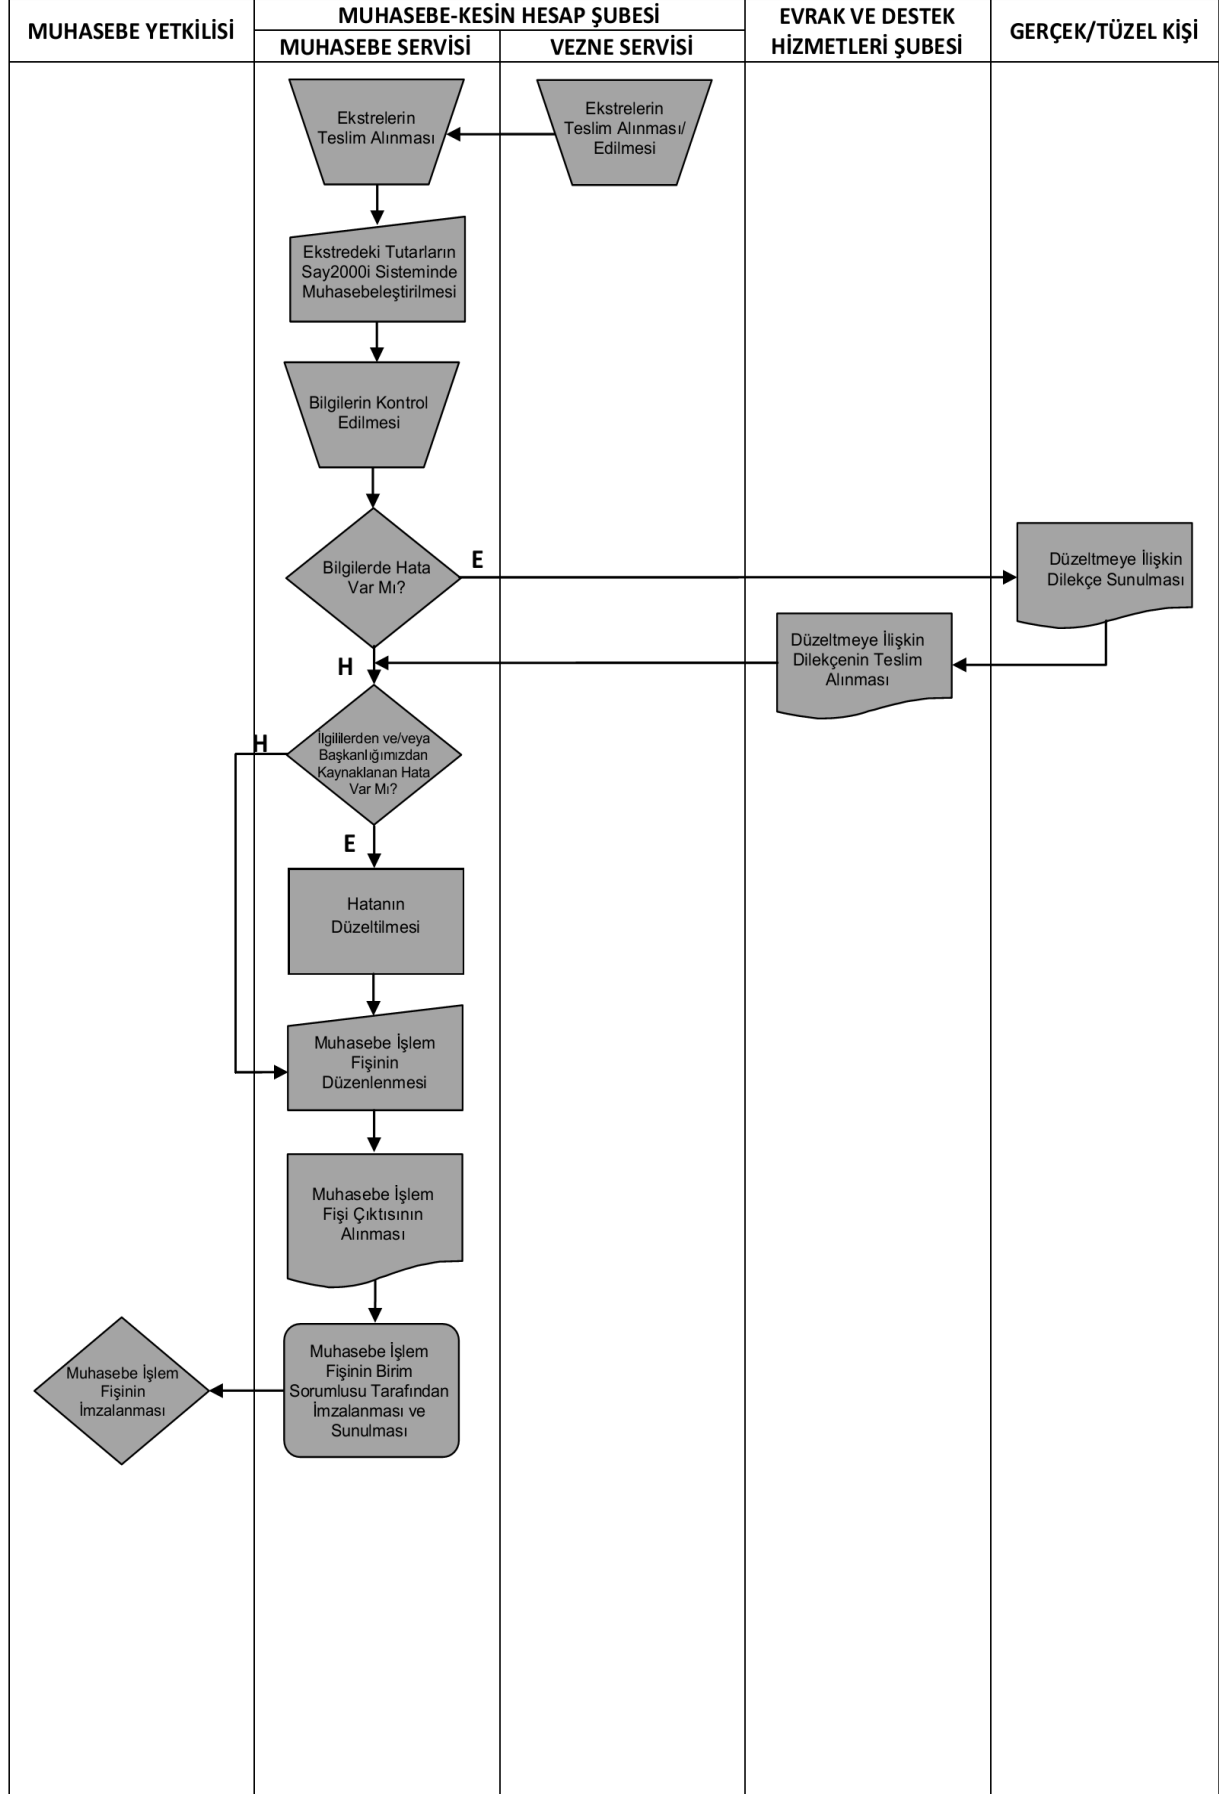 MUHASEBE YETKİLİSİ
MUHASEBE-KESİN HESAP ŞUBESİ
MUHASEBE SERVİSİ
VEZNE SERVİSİ
EVRAK VE DESTEK
HİZMETLERİ ŞUBESİ
GERÇEK/TÜZEL KİŞİ
Ekstrelerin
Teslim Alınması
Ekstrelerin
Teslim Alınması/
Edilmesi
Ekstredeki Tutarların
Say2000i Sisteminde
Muhasebeleştirilmesi
Bilgilerin Kontrol
Edilmesi
Bilgilerde Hata
Var Mı?
E
Düzeltmeye İlişkin
Dilekçe Sunulması
Düzeltmeye İlişkin
Dilekçenin Teslim
Alınması
H
İlgililerden ve/veya
Başkanlığımızdan
Kaynaklanan Hata
Var Mı?
H
E
Hatanın
Düzeltilmesi
Muhasebe İşlem
Fişinin
Düzenlenmesi
Muhasebe İşlem
Fişi Çıktısının
Alınması
Muhasebe İşlem
Fişinin Birim
Sorumlusu Tarafından
İmzalanması ve
Sunulması
Muhasebe İşlem
Fişinin
İmzalanması